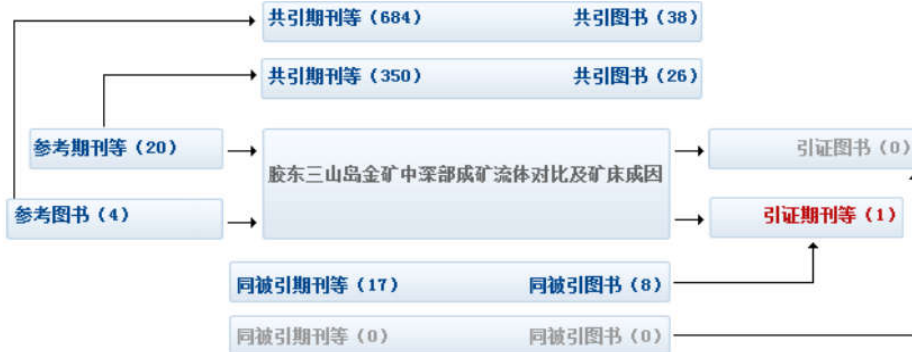 共引期刊等（684） 共引图书（38）
共引期刊等（350） 共引图书（26）
参考期刊等（20）
胶东三山岛金矿中深部成矿流体对比及矿床成因
引证图书（0）
参考图书（4）
引证期刊等（1）
同被引期刊等（17） 同被引图书（8）
同被引期刊等（0） 同被引图书（0）